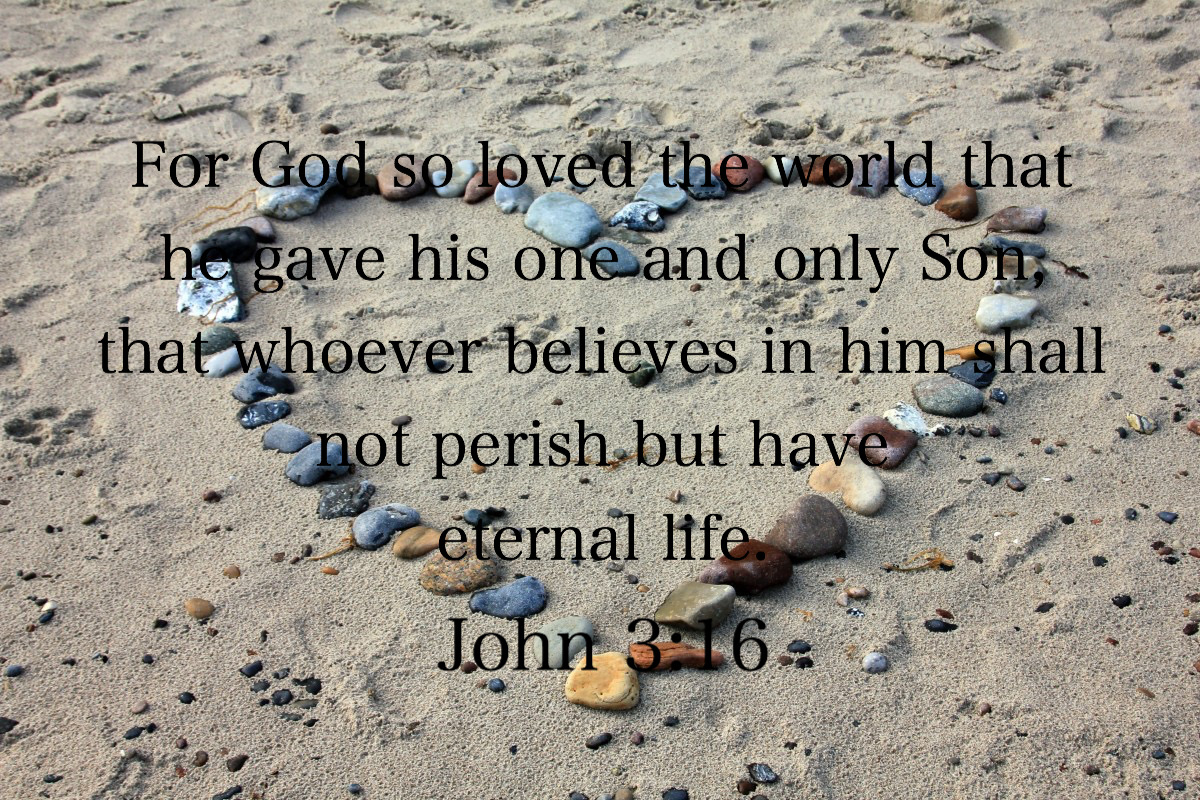 For God so loved the world that
he gave his one and only Son,
that whoever believes in him shall
not perish but have
eternal life.
John 3:16